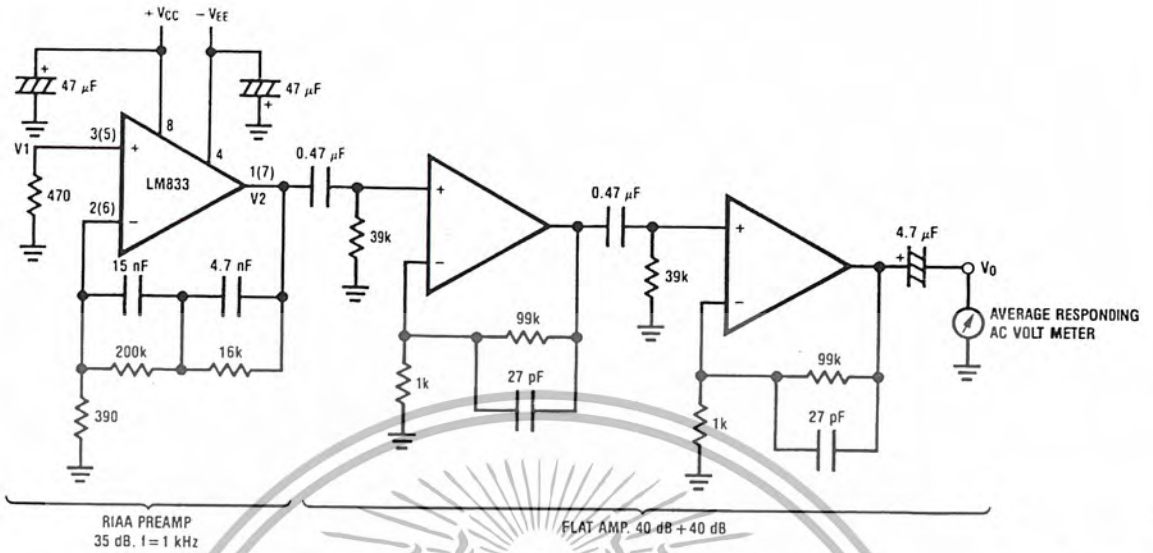 + VCC
− VEE
+
47 μF
47 μF
+
8
V1
3(5)
+
4
0.47 μF
LM833
1(7)
V2
+
0.47 μF
470
2(6)
−
39k
+
4.7 μF
+
V0
15 nF
4.7 nF
−
39k
−
AVERAGE RESPONDING
AC VOLT METER
200k
16k
99k
99k
390
1k
27 pF
1k
27 pF
RIAA PREAMP
35 dB, f=1 kHz
FLAT AMP. 40 dB+40 dB